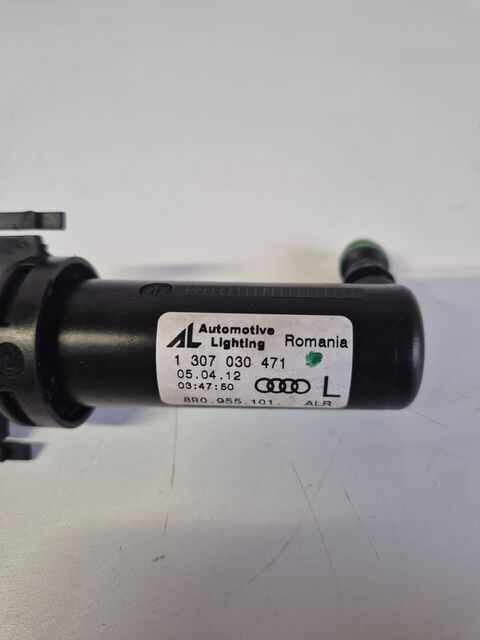 AL Automotive Lighting Romania
1 307 030 471
05.04.12
03:47:50 L
8R0.955.101. ALR